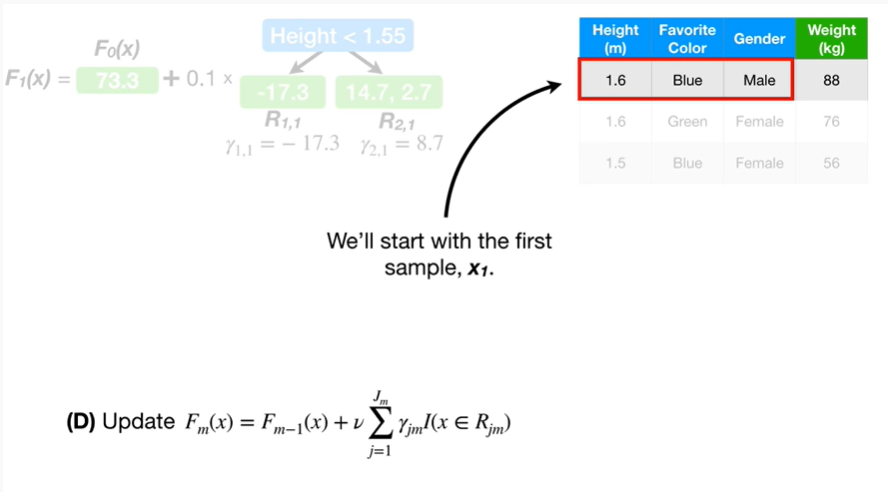 F₀(x)
Height < 1.55
F₁(x) = 73.3 + 0.1 × -17.3 14.7, 2.7
R₁,₁ R₂,₁
γ₁,₁ = − 17.3 γ₂,₁ = 8.7
Height (m) Favorite Color Gender Weight (kg)
1.6 Blue Male 88
1.6 Green Female 76
1.5 Blue Female 56
We'll start with the first
sample, x₁.
(D) Update Fₘ(x) = Fₘ₋₁(x) + ν ∑_{j=1}^{Jₘ} γⱼₘI(x ∈ Rⱼₘ)